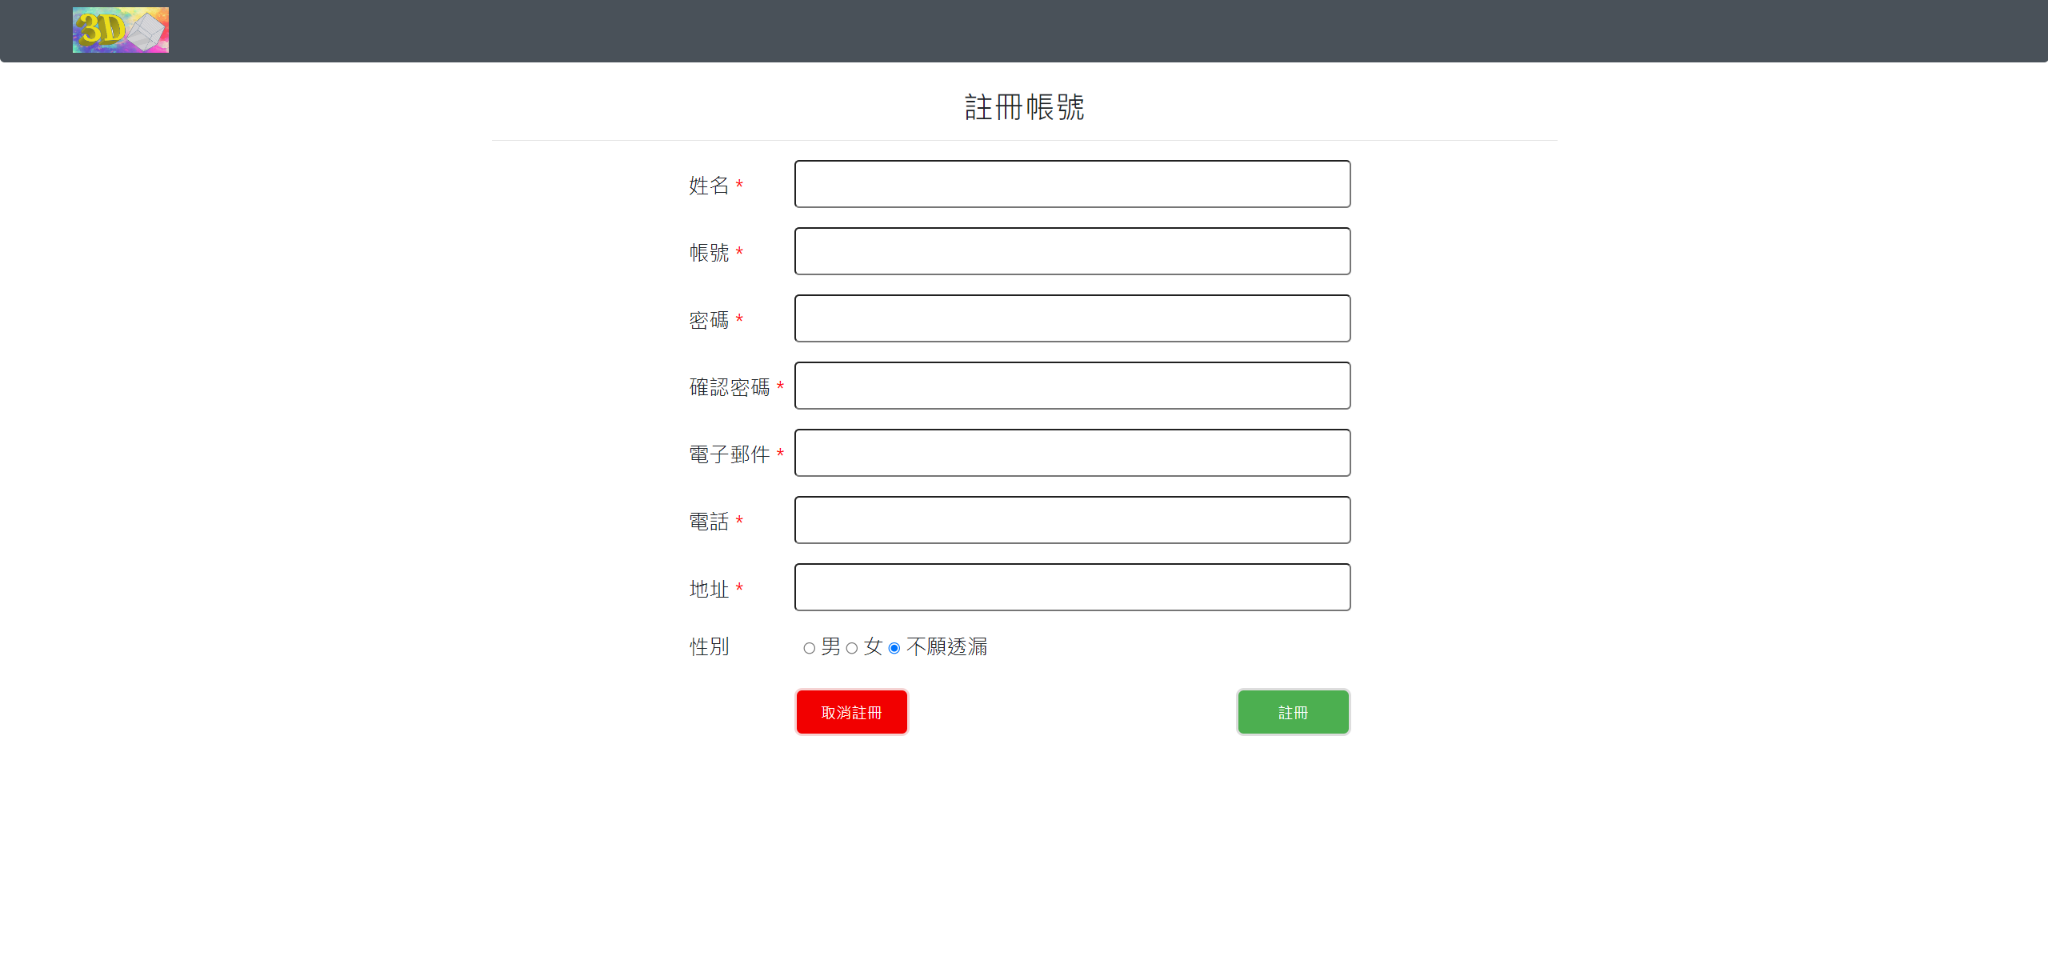 3D
註冊帳號
姓名 *
帳號 *
密碼 *
確認密碼 *
電子郵件 *
電話 *
地址 *
性別 男 女 不願透漏
取消註冊 註冊